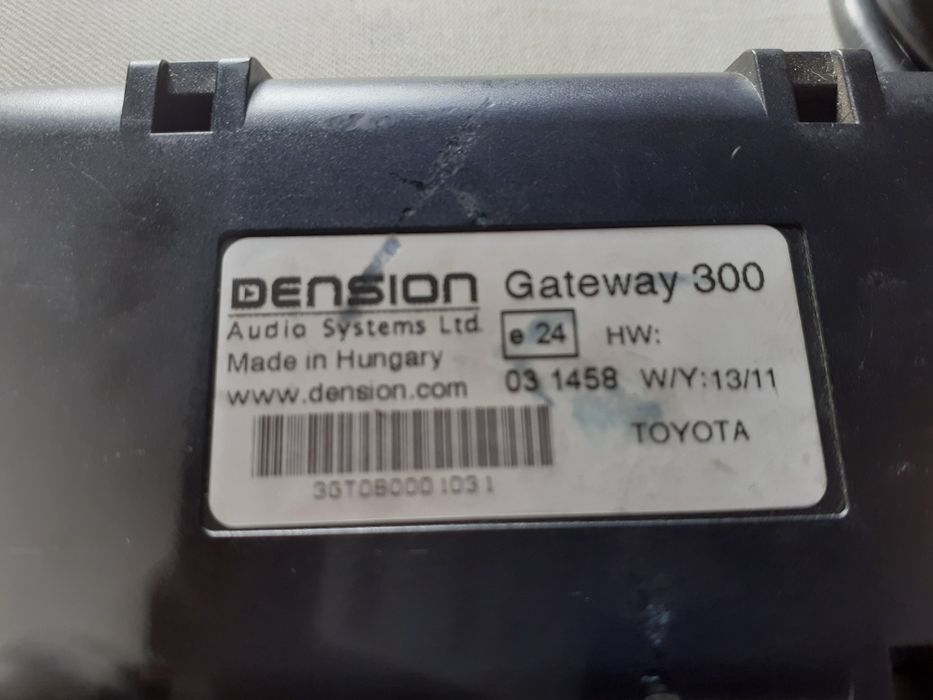 DENSION
Audio Systems Ltd.
Made in Hungary
www.dension.com
3GT0B0001031
Gateway 300
e 24 HW:
03 1458 W/Y:13/11
TOYOTA